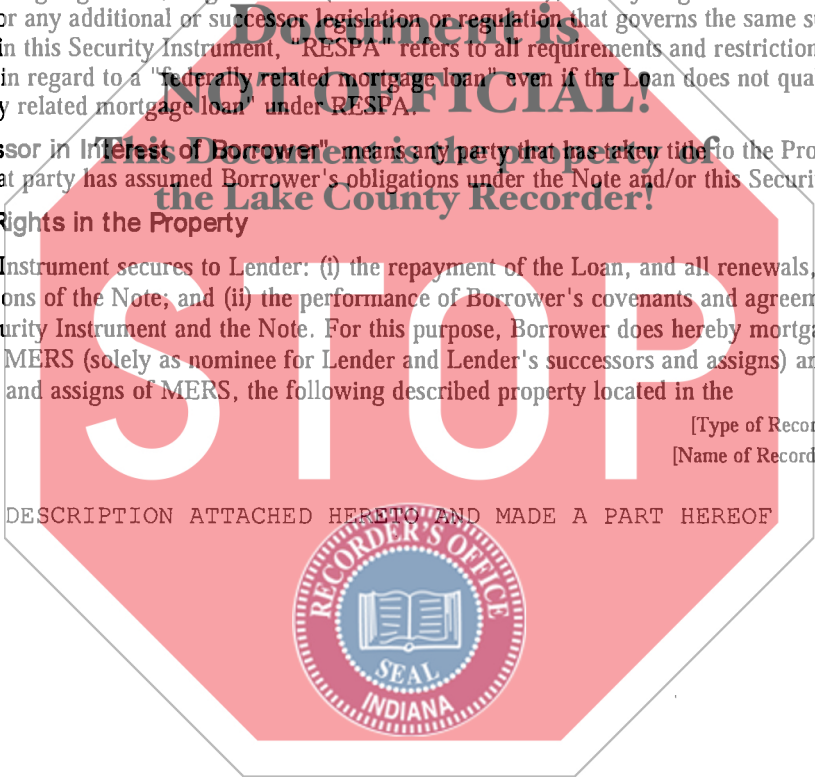 Document is
NOT OFFICIAL!
This Document is the property of
the Lake County Recorder!
or any additional or successor legislation or regulation that governs the same s
in this Security Instrument, "RESPA" refers to all requirements and restriction
in regard to a "federally related mortgage loan" even if the Loan does not qua
y related mortgage loan" under RESPA.
ssor in Interest of Borrower" means any party that has taken title to the Pro
at party has assumed Borrower's obligations under the Note and/or this Securi
Rights in the Property
Instrument secures to Lender: (i) the repayment of the Loan, and all renewals,
ons of the Note; and (ii) the performance of Borrower's covenants and agreem
urity Instrument and the Note. For this purpose, Borrower does hereby mortga
MERS (solely as nominee for Lender and Lender's successors and assigns) an
and assigns of MERS, the following described property located in the
[Type of Recor
[Name of Record
STOP
DESCRIPTION ATTACHED HERETO AND MADE A PART HEREOF
RECORDER'S OFFICE
SEAL
INDIANA